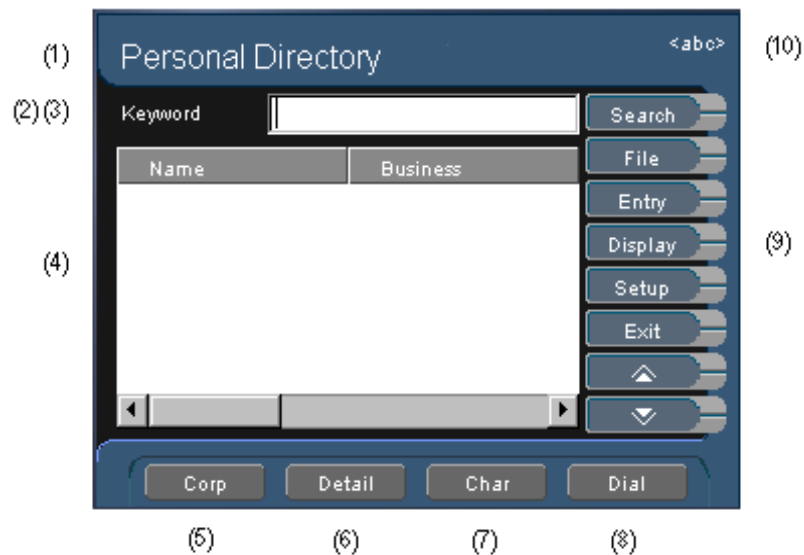 (1) Personal Directory <abc> (10)
(2)(3) Keyword Search
Name Business File
Entry
(4) Display (9)
Setup
Exit
Corp Detail Char Dial
(5) (6) (7) (8)